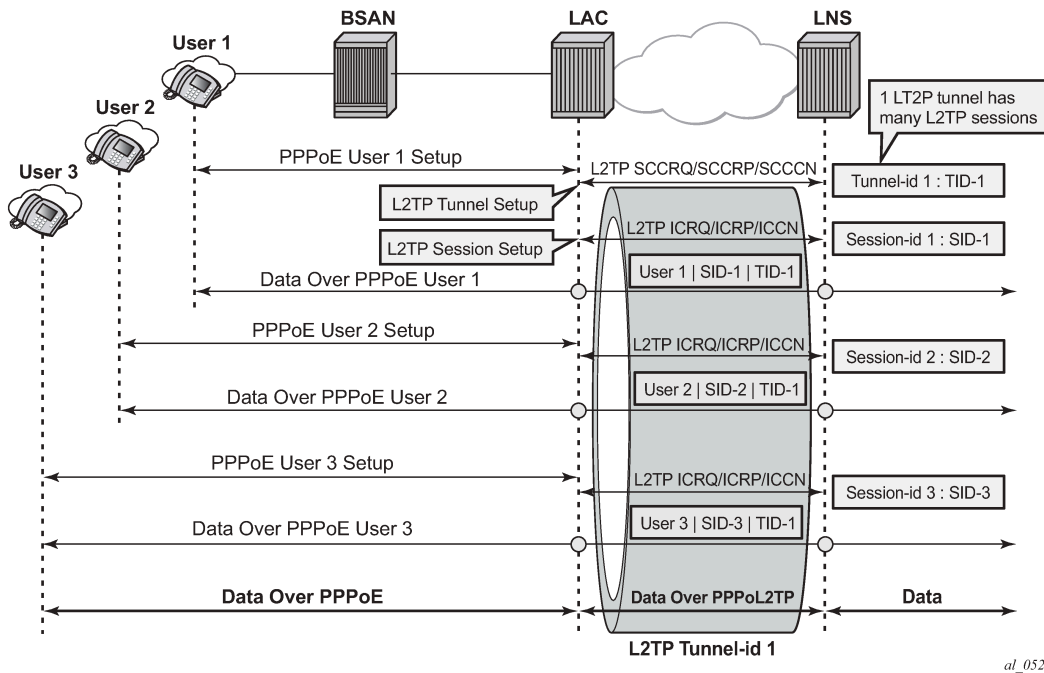 BSAN
LAC
LNS
User 1
User 2
User 3
1 LT2P tunnel has
many L2TP sessions
PPPoE User 1 Setup
L2TP SCCRQ/SCCRP/SCCCN
Tunnel-id 1 : TID-1
L2TP Tunnel Setup
L2TP ICRQ/ICRP/ICCN
Session-id 1 : SID-1
L2TP Session Setup
User 1 | SID-1 | TID-1
Data Over PPPoE User 1
PPPoE User 2 Setup
L2TP ICRQ/ICRP/ICCN
Session-id 2 : SID-2
User 2 | SID-2 | TID-1
Data Over PPPoE User 2
PPPoE User 3 Setup
L2TP ICRQ/ICRP/ICCN
Session-id 3 : SID-3
User 3 | SID-3 | TID-1
Data Over PPPoE User 3
Data Over PPPoE
Data Over PPPoL2TP
Data
L2TP Tunnel-id 1
al_052